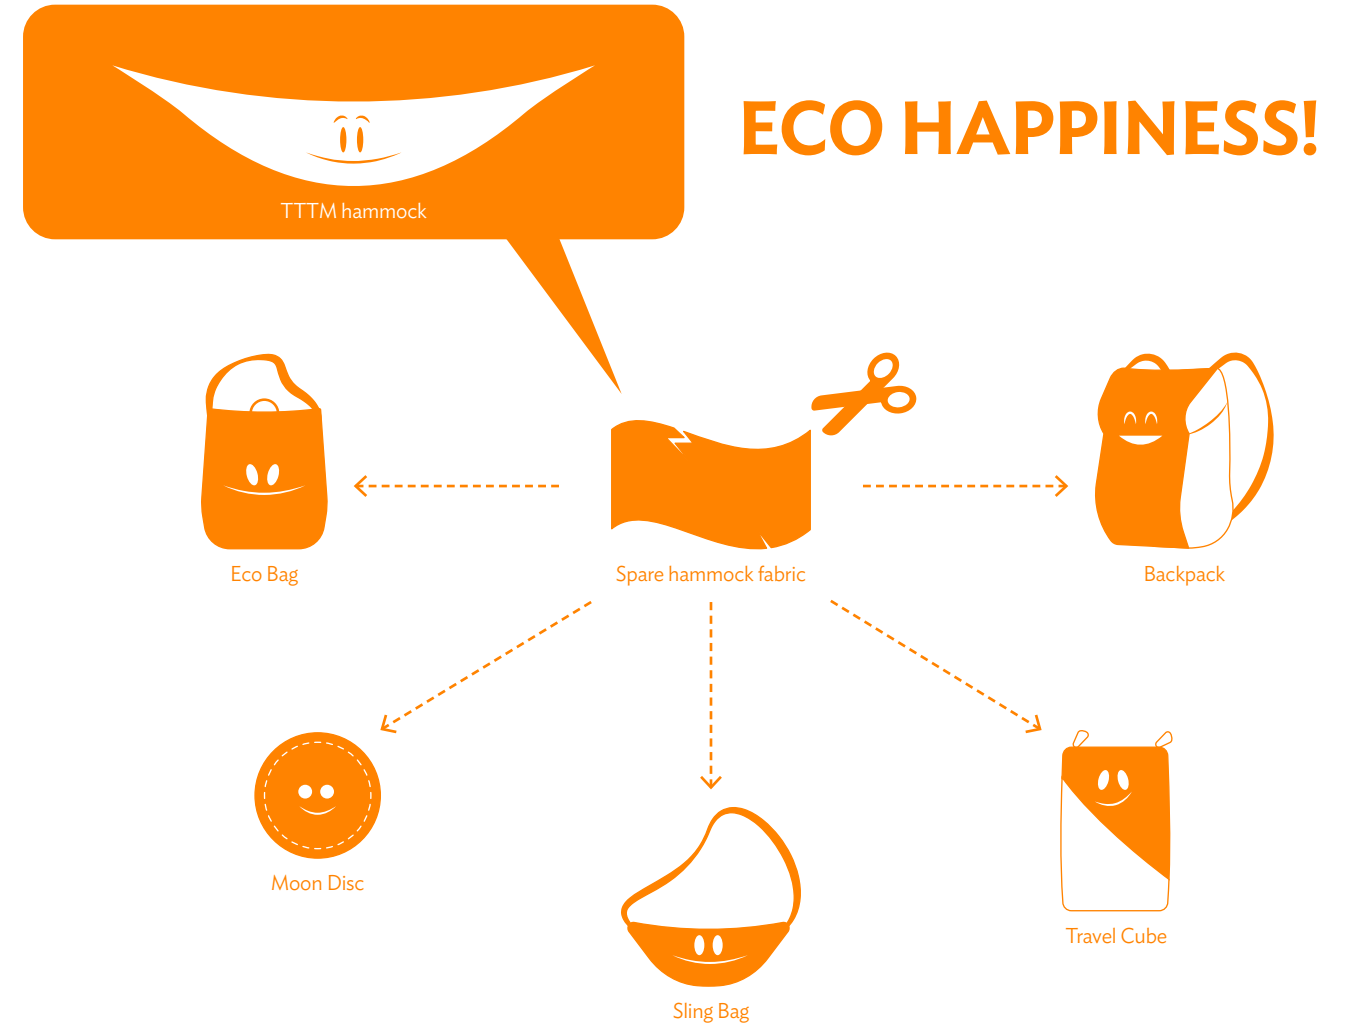 ECO HAPPINESS!
TTTM hammock
Eco Bag
Spare hammock fabric
Backpack
Moon Disc
Travel Cube
Sling Bag